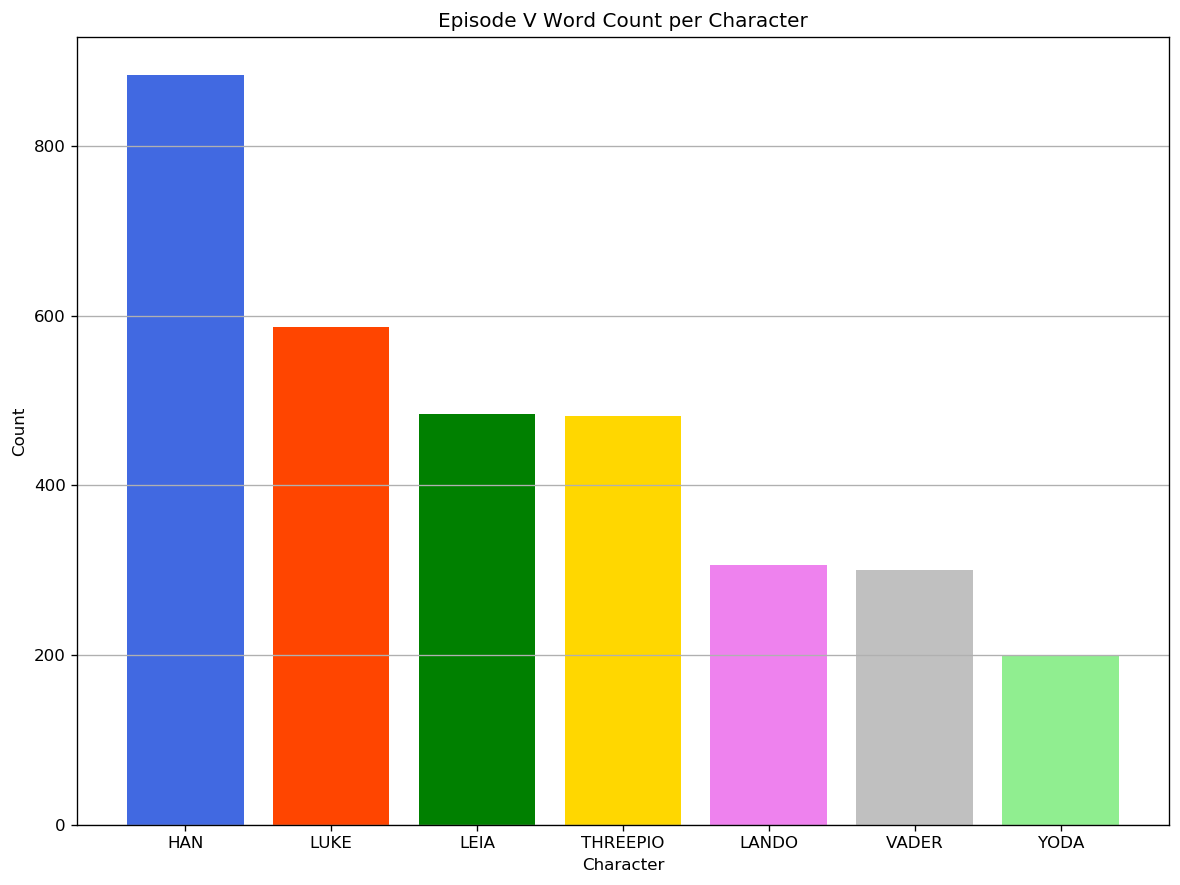 Episode V Word Count per Character
800
600
400
200
0
Count
HAN LUKE LEIA THREEPIO LANDO VADER YODA
Character